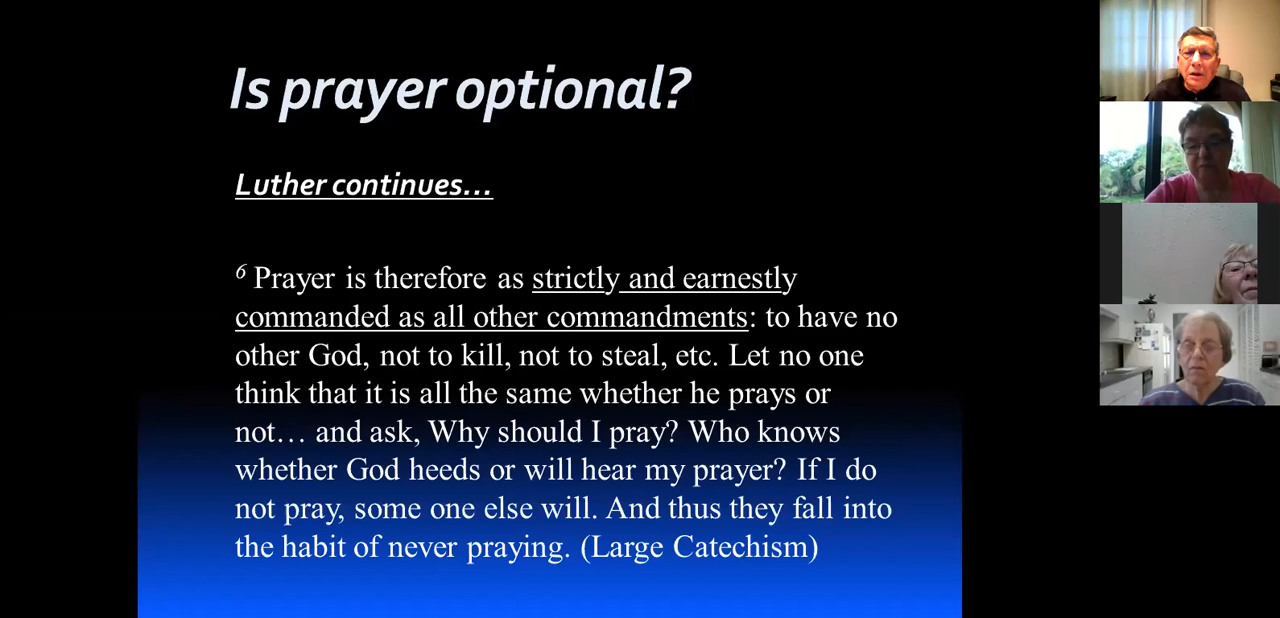 Is prayer optional?
Luther continues…
6 Prayer is therefore as strictly and earnestly
commanded as all other commandments: to have no
other God, not to kill, not to steal, etc. Let no one
think that it is all the same whether he prays or
not… and ask, Why should I pray? Who knows
whether God heeds or will hear my prayer? If I do
not pray, some one else will. And thus they fall into
the habit of never praying. (Large Catechism)